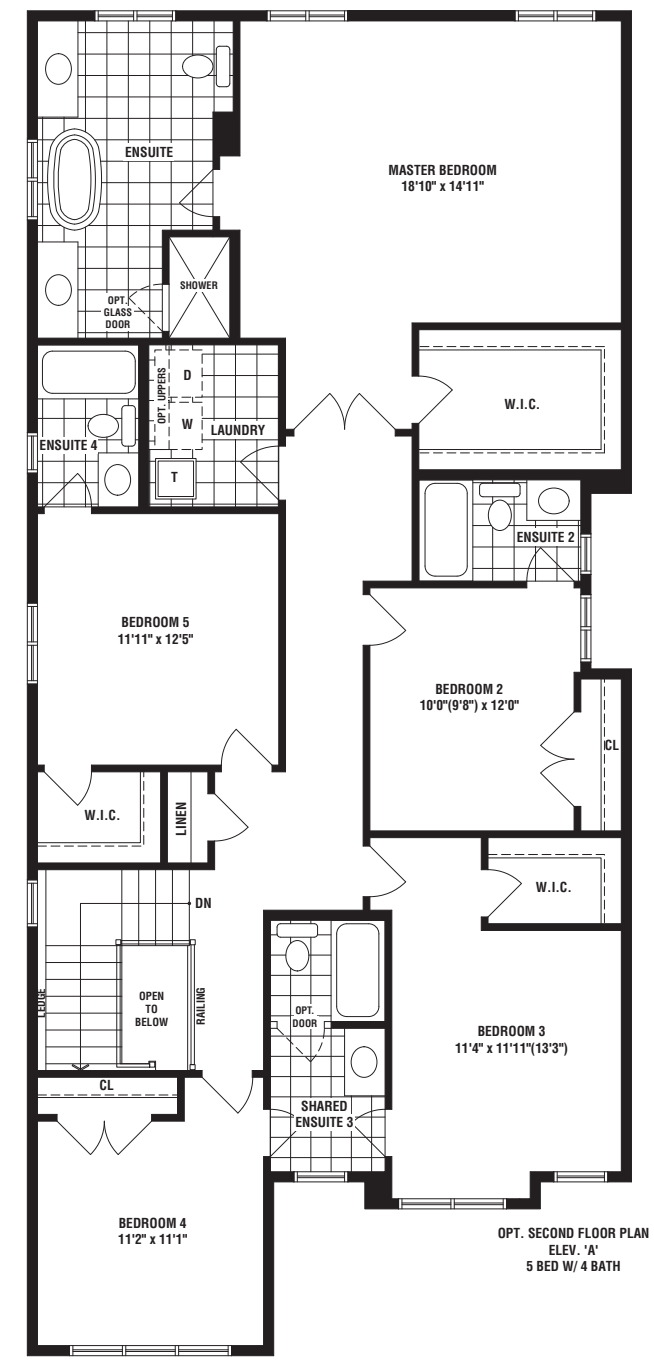 ENSUITE
MASTER BEDROOM
18'10" x 14'11"
SHOWER
OPT.
GLASS
DOOR
OPT. UPPERS
D
W
T
LAUNDRY
W.I.C.
ENSUITE 4
ENSUITE 2
BEDROOM 5
11'11" x 12'5"
BEDROOM 2
10'0"(9'8") x 12'0"
CL
W.I.C.
LINEN
W.I.C.
DN
LEDGE
OPEN
TO
BELOW
RAILING
OPT.
DOOR
BEDROOM 3
11'4" x 11'11"(13'3")
CL
SHARED
ENSUITE 3
BEDROOM 4
11'2" x 11'1"
OPT. SECOND FLOOR PLAN
ELEV. 'A'
5 BED W/ 4 BATH